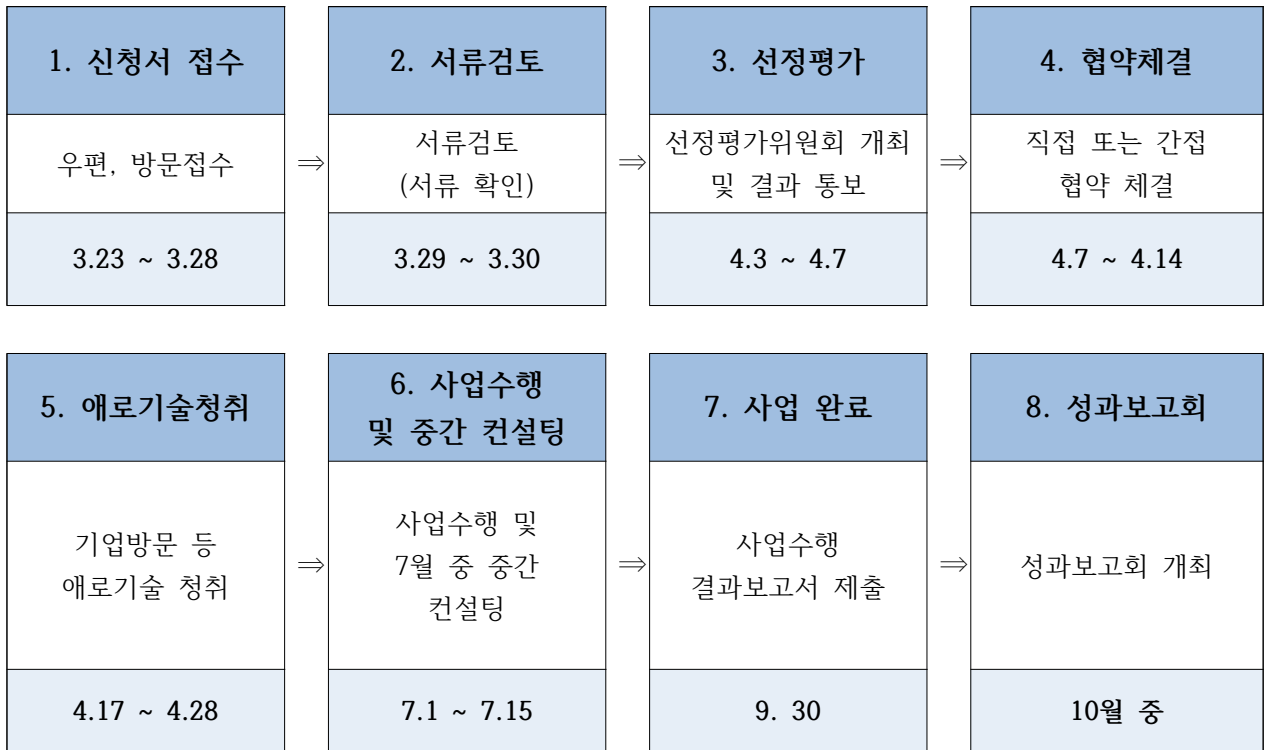 1. 신청서 접수
우편, 방문접수
3.23 ~ 3.28
⇒
2. 서류검토
서류검토
(서류 확인)
3.29 ~ 3.30
⇒
3. 선정평가
선정평가위원회 개최
및 결과 통보
4.3 ~ 4.7
⇒
4. 협약체결
직접 또는 간접
협약 체결
4.7 ~ 4.14
5. 애로기술청취
기업방문 등
애로기술 청취
4.17 ~ 4.28
⇒
6. 사업수행
및 중간 컨설팅
사업수행 및
7월 중 중간
컨설팅
7.1 ~ 7.15
⇒
7. 사업 완료
사업수행
결과보고서 제출
9. 30
⇒
8. 성과보고회
성과보고회 개최
10월 중